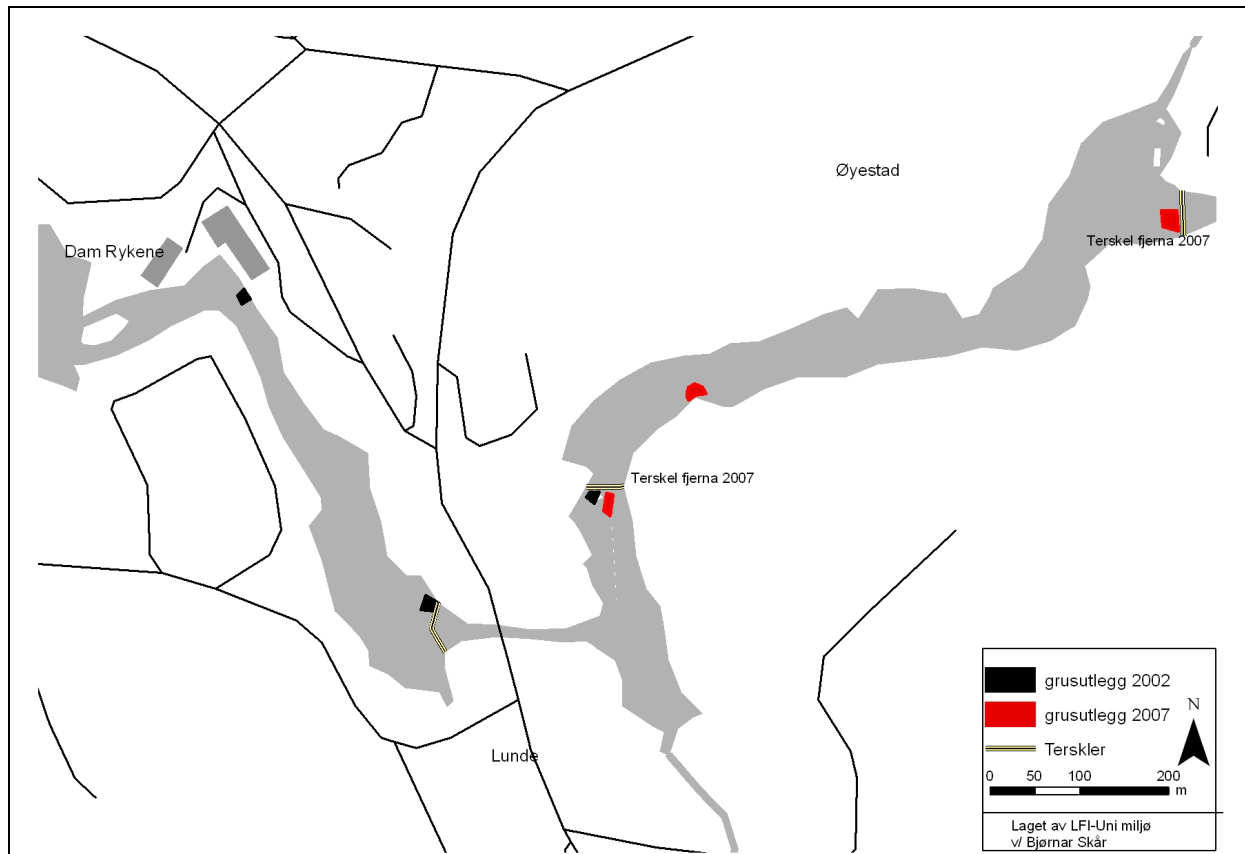 Øyestad
Dam Rykene
Terskel fjerna 2007
Terskel fjerna 2007
Lunde
grusutlegg 2002
grusutlegg 2007
N
Terskler
0 50 100 200
m
Laget av LFI-Uni miljø
v/ Bjørnar Skår